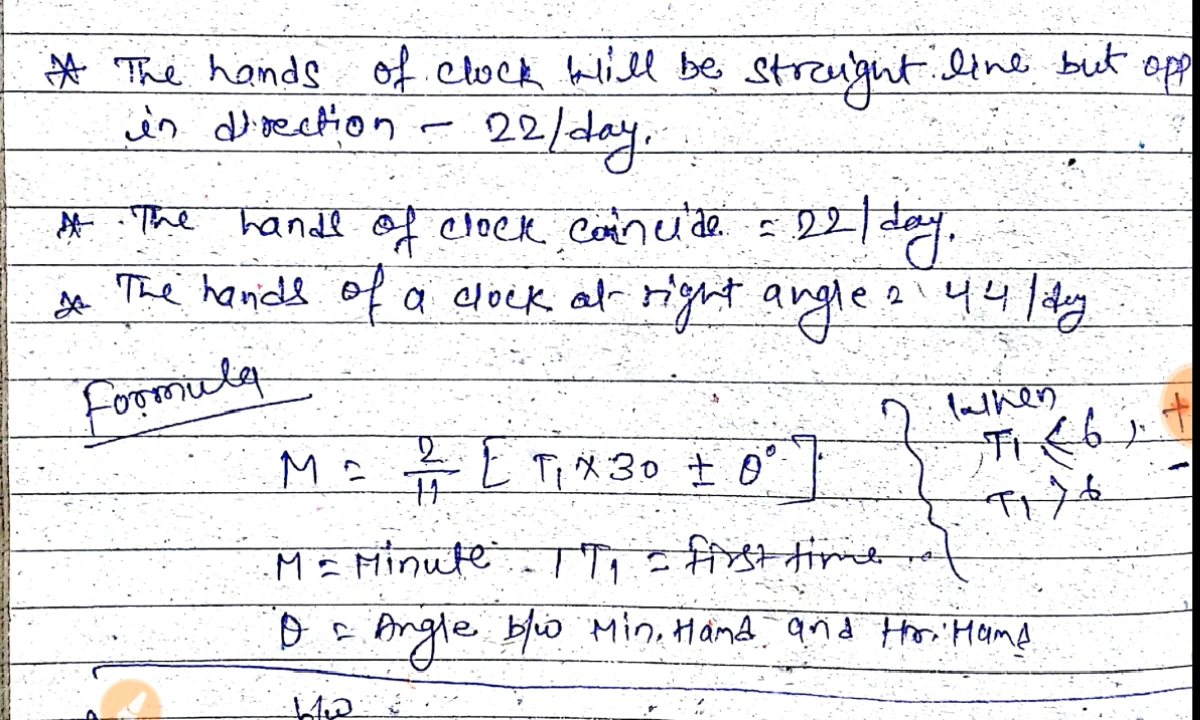 The hands of clock will be straight line but opp
in direction - 22/day.
The hands of clock coincide = 22/day.
The hands of a clock at right angle = 44/day
Formula
M = 2/11 [ T1 × 30 ± θ° ]
When
T1 ≤ 6, +
T1 > 6 -
M = Minute. , T1 = first time
θ = Angle b/w Min. Hand and Hr. Hand
b/w